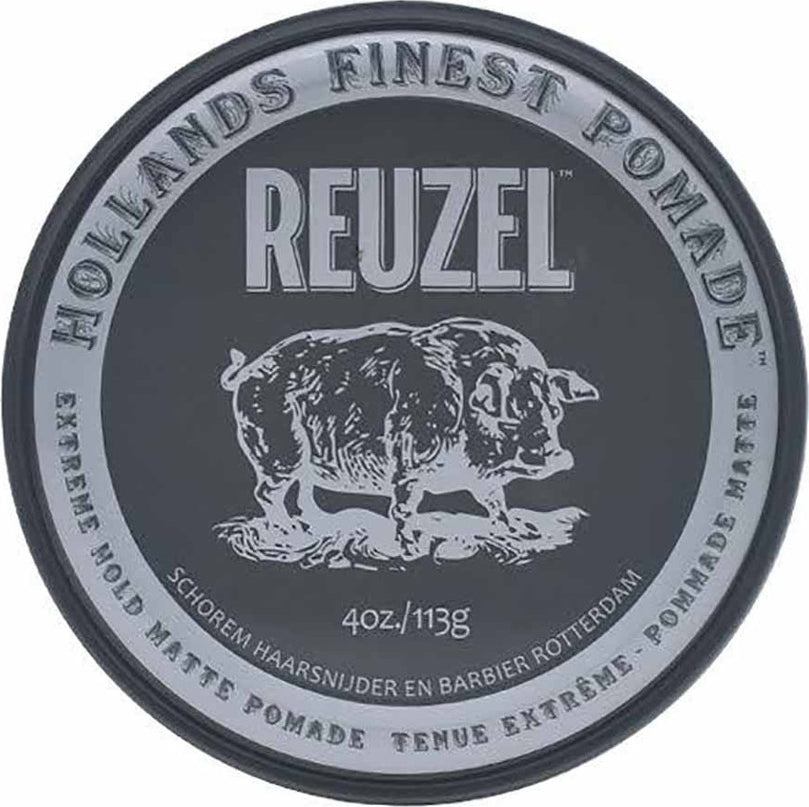 HOLLANDS FINEST POMADE™
REUZEL™
4oz./113g
SCHOREM HAARSNIJDER EN BARBIER ROTTERDAM
EXTREME HOLD MATTE POMADE TENUE EXTRÊME - POMMADE MATTE